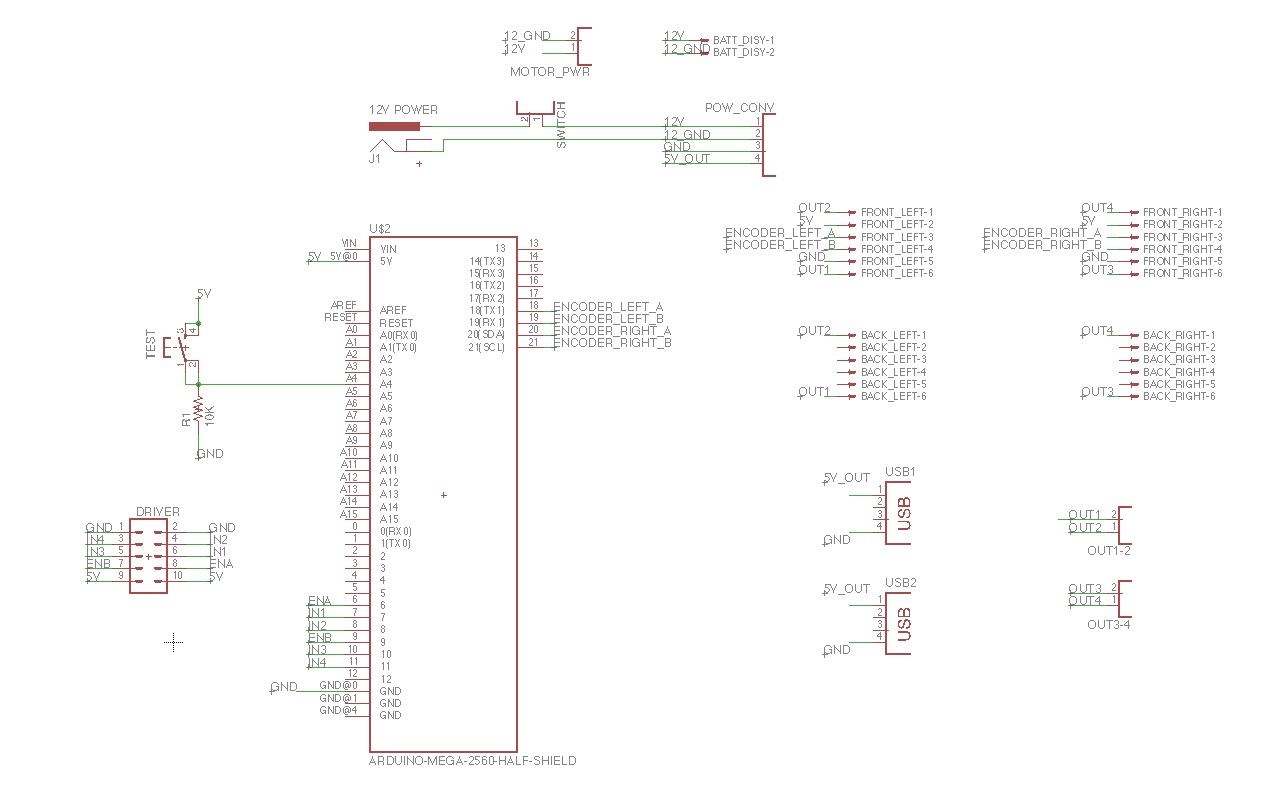 12_GND 2
12V 1
MOTOR_PWR
12V BATT_DISY-1
12_GND BATT_DISY-2
12V POWER
J1
2 1
SWITCH
POW_CONV
12V 1
12_GND 2
GND 3
5V_OUT 4
OUT2 FRONT_LEFT-1
5V FRONT_LEFT-2
ENCODER_LEFT_A FRONT_LEFT-3
ENCODER_LEFT_B FRONT_LEFT-4
GND FRONT_LEFT-5
OUT1 FRONT_LEFT-6
OUT4 FRONT_RIGHT-1
5V FRONT_RIGHT-2
ENCODER_RIGHT_A FRONT_RIGHT-3
ENCODER_RIGHT_B FRONT_RIGHT-4
GND FRONT_RIGHT-5
OUT3 FRONT_RIGHT-6
U$2
VIN VIN 13 13
5V 5V@0 5V 14(TX3) 14
15(RX3) 15
16(TX2) 16
17(RX2) 17
AREF AREF 18(TX1) 18 ENCODER_LEFT_A
RESET RESET 19(RX1) 19 ENCODER_LEFT_B
A0 A0(RX0) 20(SDA) 20 ENCODER_RIGHT_A
A1 A1(TX0) 21(SCL) 21 ENCODER_RIGHT_B
A2 A2
A3 A3
A4 A4
A5 A5
A6 A6
A7 A7
A8 A8
A9 A9
A10 A10
A11 A11
A12 A12
A13 A13
A14 A14
A15 A15
0 0(RX0)
1 1(TX0)
2 2
3 3
4 4
5 5
ENA 6 6
IN1 7 7
IN2 8 8
ENB 9 9
IN3 10 10
IN4 11 11
12 12
GND GND@0 GND
GND@1 GND
GND@4 GND
ARDUINO-MEGA-2560-HALF-SHIELD
5V
TEST
3 4
1 2
R1
10K
GND
DRIVER
GND 1 2 GND
IN4 3 4 IN2
IN3 5 6 IN1
ENB 7 8 ENA
5V 9 10 5V
OUT2 BACK_LEFT-1
BACK_LEFT-2
BACK_LEFT-3
BACK_LEFT-4
BACK_LEFT-5
OUT1 BACK_LEFT-6
OUT4 BACK_RIGHT-1
BACK_RIGHT-2
BACK_RIGHT-3
BACK_RIGHT-4
BACK_RIGHT-5
OUT3 BACK_RIGHT-6
USB1
5V_OUT 1
2
3
GND 4
USB
USB2
5V_OUT 1
2
3
GND 4
USB
OUT1 2
OUT2 1
OUT1-2
OUT3 2
OUT4 1
OUT3-4